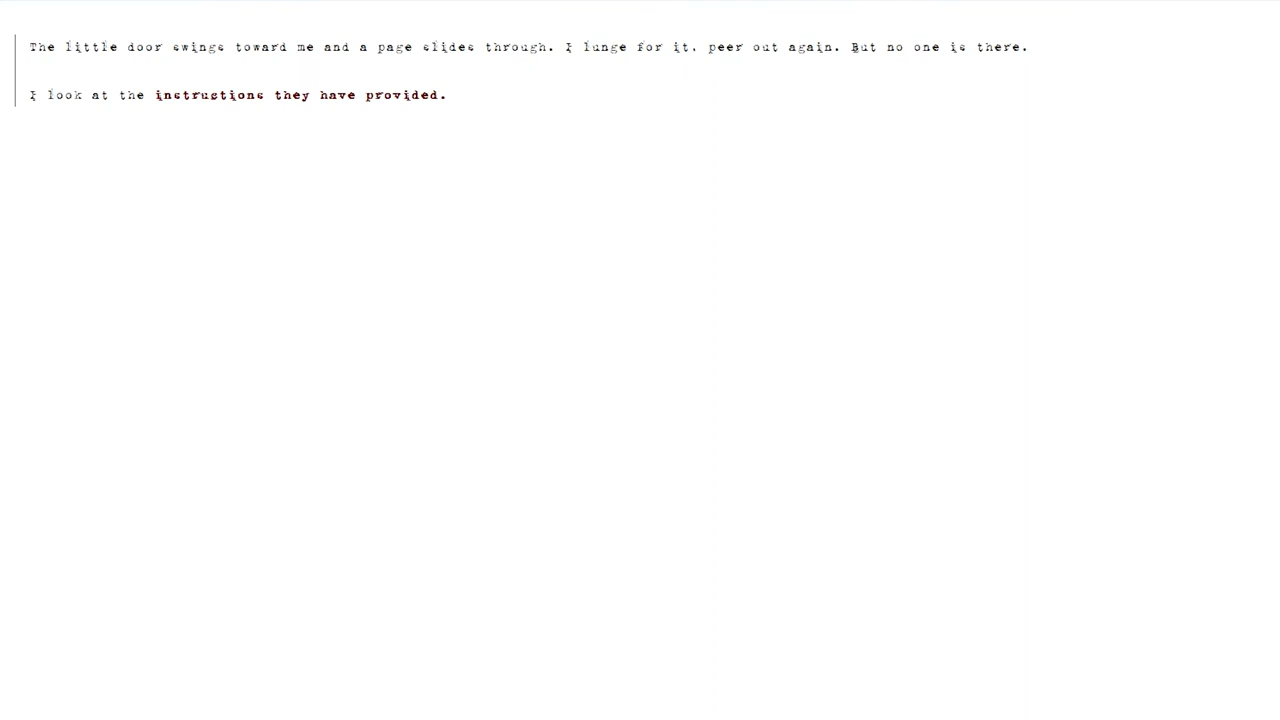 The little door swings toward me and a page slides through. I lunge for it, peer out again. But no one is there.
I look at the instructions they have provided.